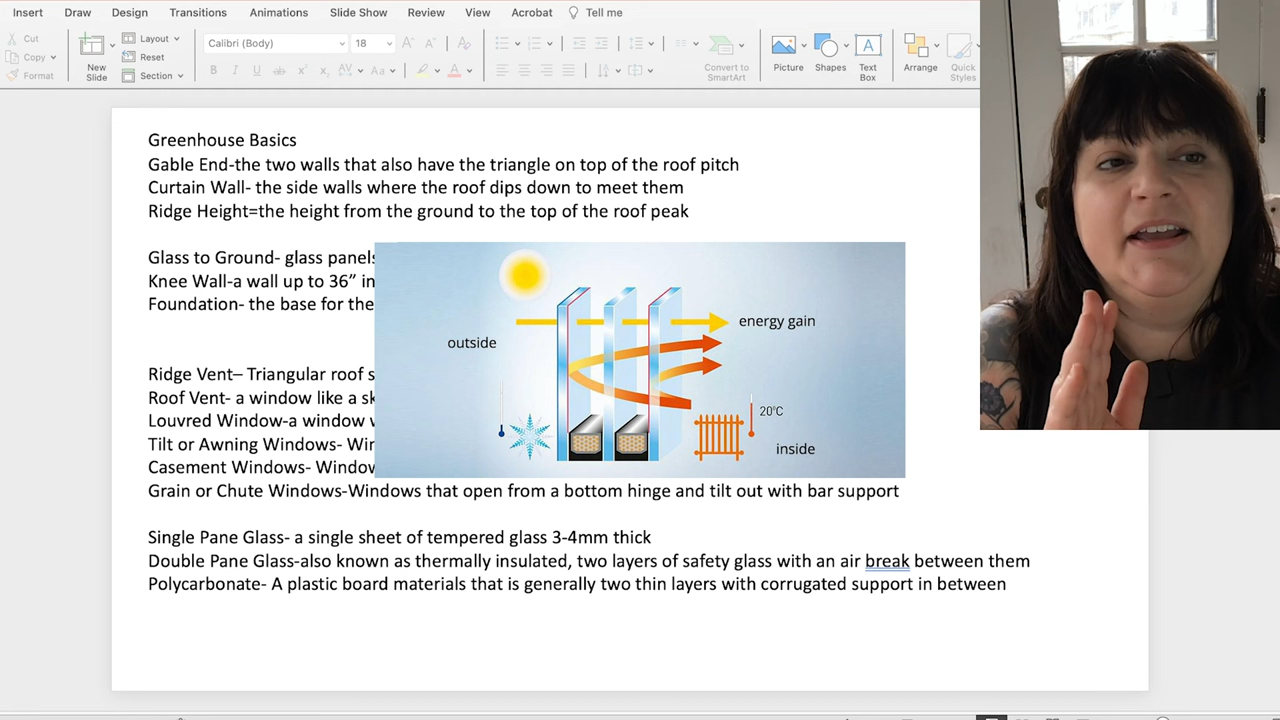 Insert Draw Design Transitions Animations Slide Show Review View Acrobat Tell me
Cut
Copy
Format
New
Slide
Layout
Reset
Section
Calibri (Body) 18
Convert to
SmartArt
Picture
Shapes
Text
Box
Arrange
Quick
Styles
Greenhouse Basics
Gable End-the two walls that also have the triangle on top of the roof pitch
Curtain Wall- the side walls where the roof dips down to meet them
Ridge Height=the height from the ground to the top of the roof peak
Glass to Ground- glass panels
Knee Wall-a wall up to 36” in
Foundation- the base for the
Ridge Vent– Triangular roof s
Roof Vent- a window like a sk
Louvred Window-a window
Tilt or Awning Windows- Win
Casement Windows- Window
Grain or Chute Windows-Windows that open from a bottom hinge and tilt out with bar support
Single Pane Glass- a single sheet of tempered glass 3-4mm thick
Double Pane Glass-also known as thermally insulated, two layers of safety glass with an air break between them
Polycarbonate- A plastic board materials that is generally two thin layers with corrugated support in between
energy gain
outside
20°C
inside